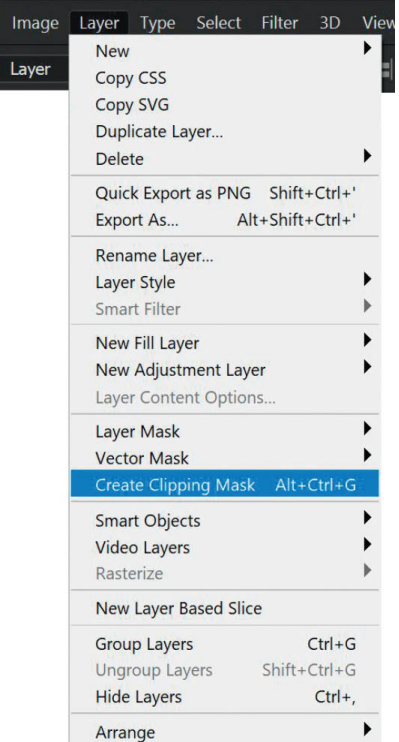 Image Layer Type Select Filter 3D View
Layer
New
Copy CSS
Copy SVG
Duplicate Layer...
Delete
Quick Export as PNG Shift+Ctrl+'
Export As... Alt+Shift+Ctrl+'
Rename Layer...
Layer Style
Smart Filter
New Fill Layer
New Adjustment Layer
Layer Content Options...
Layer Mask
Vector Mask
Create Clipping Mask Alt+Ctrl+G
Smart Objects
Video Layers
Rasterize
New Layer Based Slice
Group Layers Ctrl+G
Ungroup Layers Shift+Ctrl+G
Hide Layers Ctrl+,
Arrange